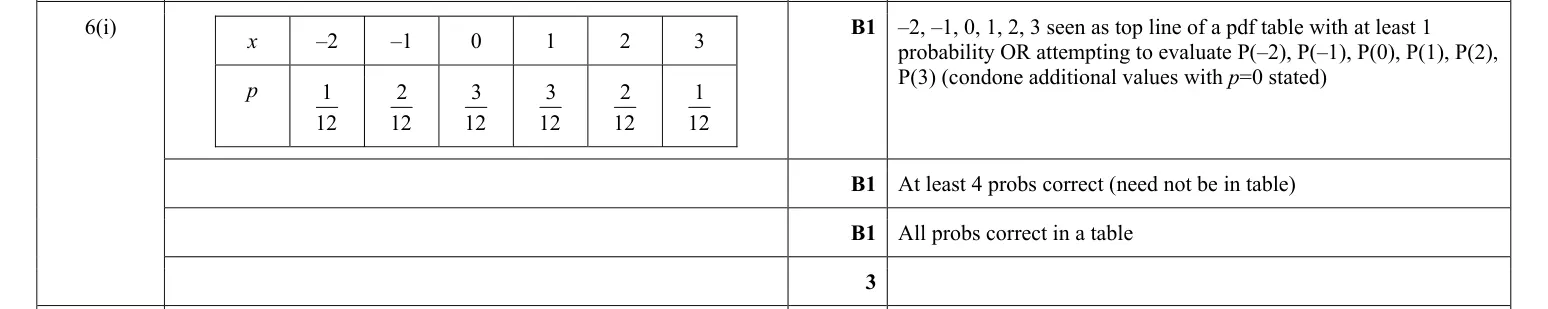 6(i)
x –2 –1 0 1 2 3
p 1/12 2/12 3/12 3/12 2/12 1/12
B1 –2, –1, 0, 1, 2, 3 seen as top line of a pdf table with at least 1
probability OR attempting to evaluate P(–2), P(–1), P(0), P(1), P(2),
P(3) (condone additional values with p=0 stated)
B1 At least 4 probs correct (need not be in table)
B1 All probs correct in a table
3